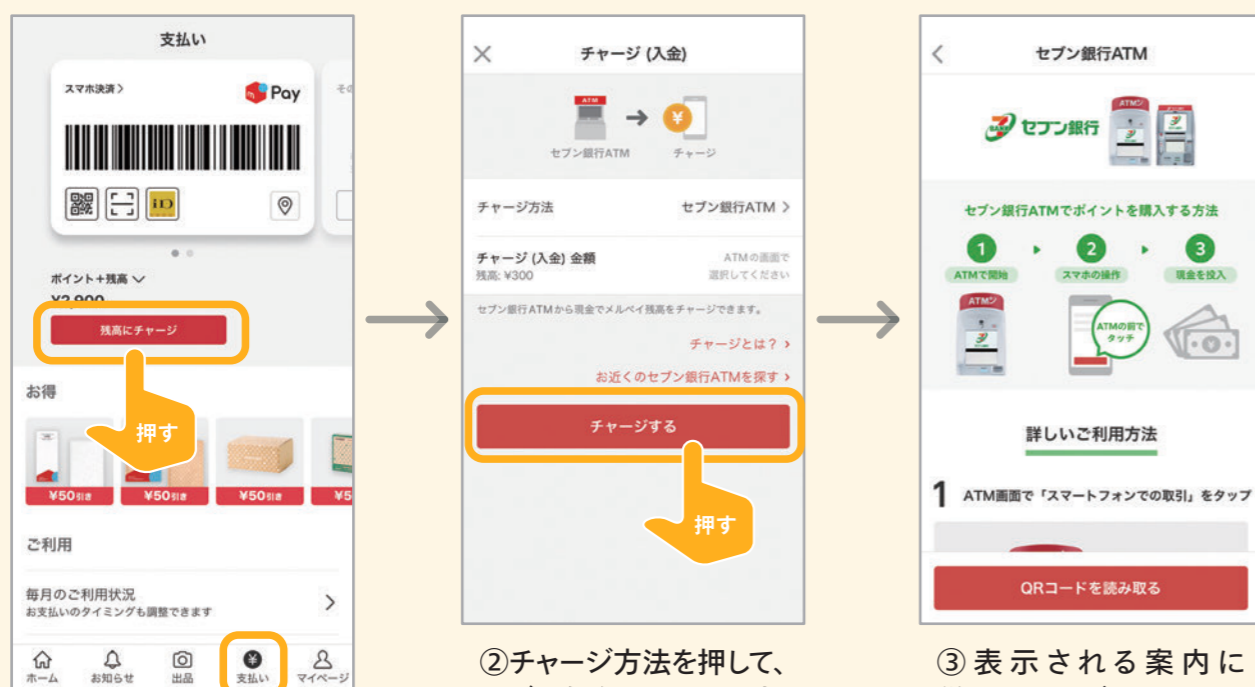 支払い
スマホ決済 >
Pay
iD
ポイント+残高
¥2,900
残高にチャージ
押す
お得
¥50引き
¥50引き
¥50引き
¥5
ご利用
毎月のご利用状況
お支払いのタイミングも調整できます
ホーム
お知らせ
出品
支払い
マイページ
チャージ (入金)
ATM
セブン銀行ATM
チャージ
チャージ方法
セブン銀行ATM >
チャージ (入金) 金額
残高: ¥300
ATMの画面で
選択してください
セブン銀行ATMから現金でメルペイ残高をチャージできます。
チャージとは? >
お近くのセブン銀行ATMを探す >
チャージする
押す
②チャージ方法を押して、
セブン銀行ATM
セブン銀行
セブン銀行ATMでポイントを購入する方法
1
2
3
ATMで開始
スマホの操作
現金を投入
ATMの前で
タッチ
詳しいご利用方法
1 ATM画面で「スマートフォンでの取引」をタップ
QRコードを読み取る
③表示される案内に